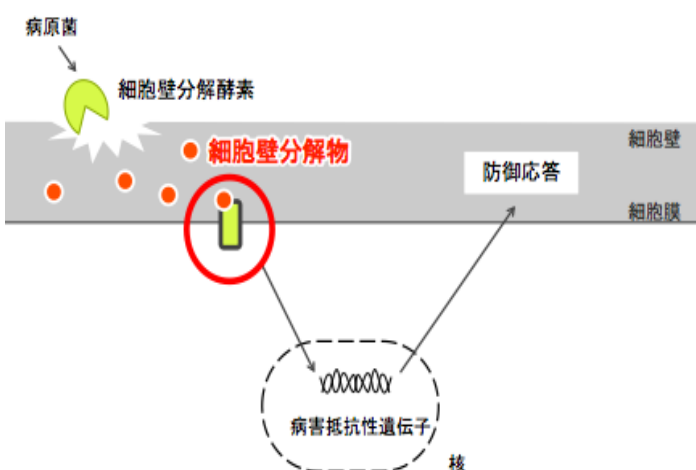 病原菌
細胞壁分解酵素
細胞壁
細胞壁分解物
防御応答
細胞膜
病害抵抗性遺伝子
核